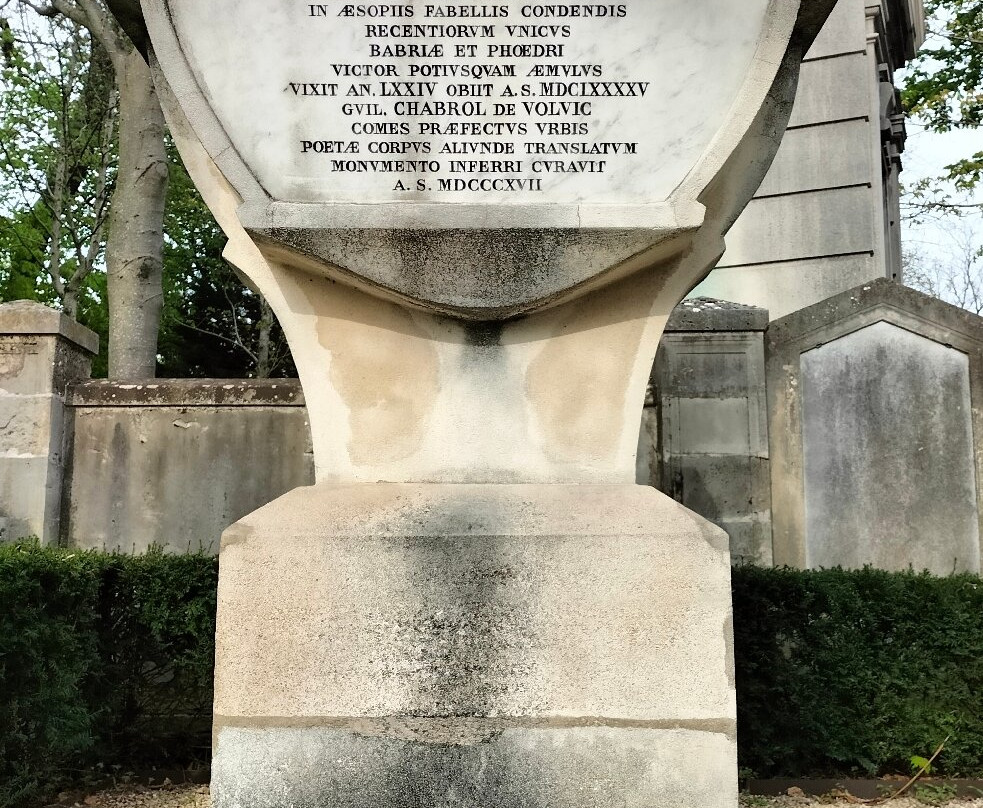 IN ÆSOPIIS FABELLIS CONDENDIS
RECENTIORVM VNICVS
BABRIÆ ET PHŒDRI
VICTOR POTIVSQVAM ÆMVLVS
VIXIT AN. LXXIV OBIIT A. S. MDCLXXXXV
GVIL. CHABROL DE VOLVIC
COMES PRÆFECTVS VRBIS
POETÆ CORPVS ALIVNDE TRANSLATVM
MONVMENTO INFERRI CVRAVIT
A. S. MDCCCXVII